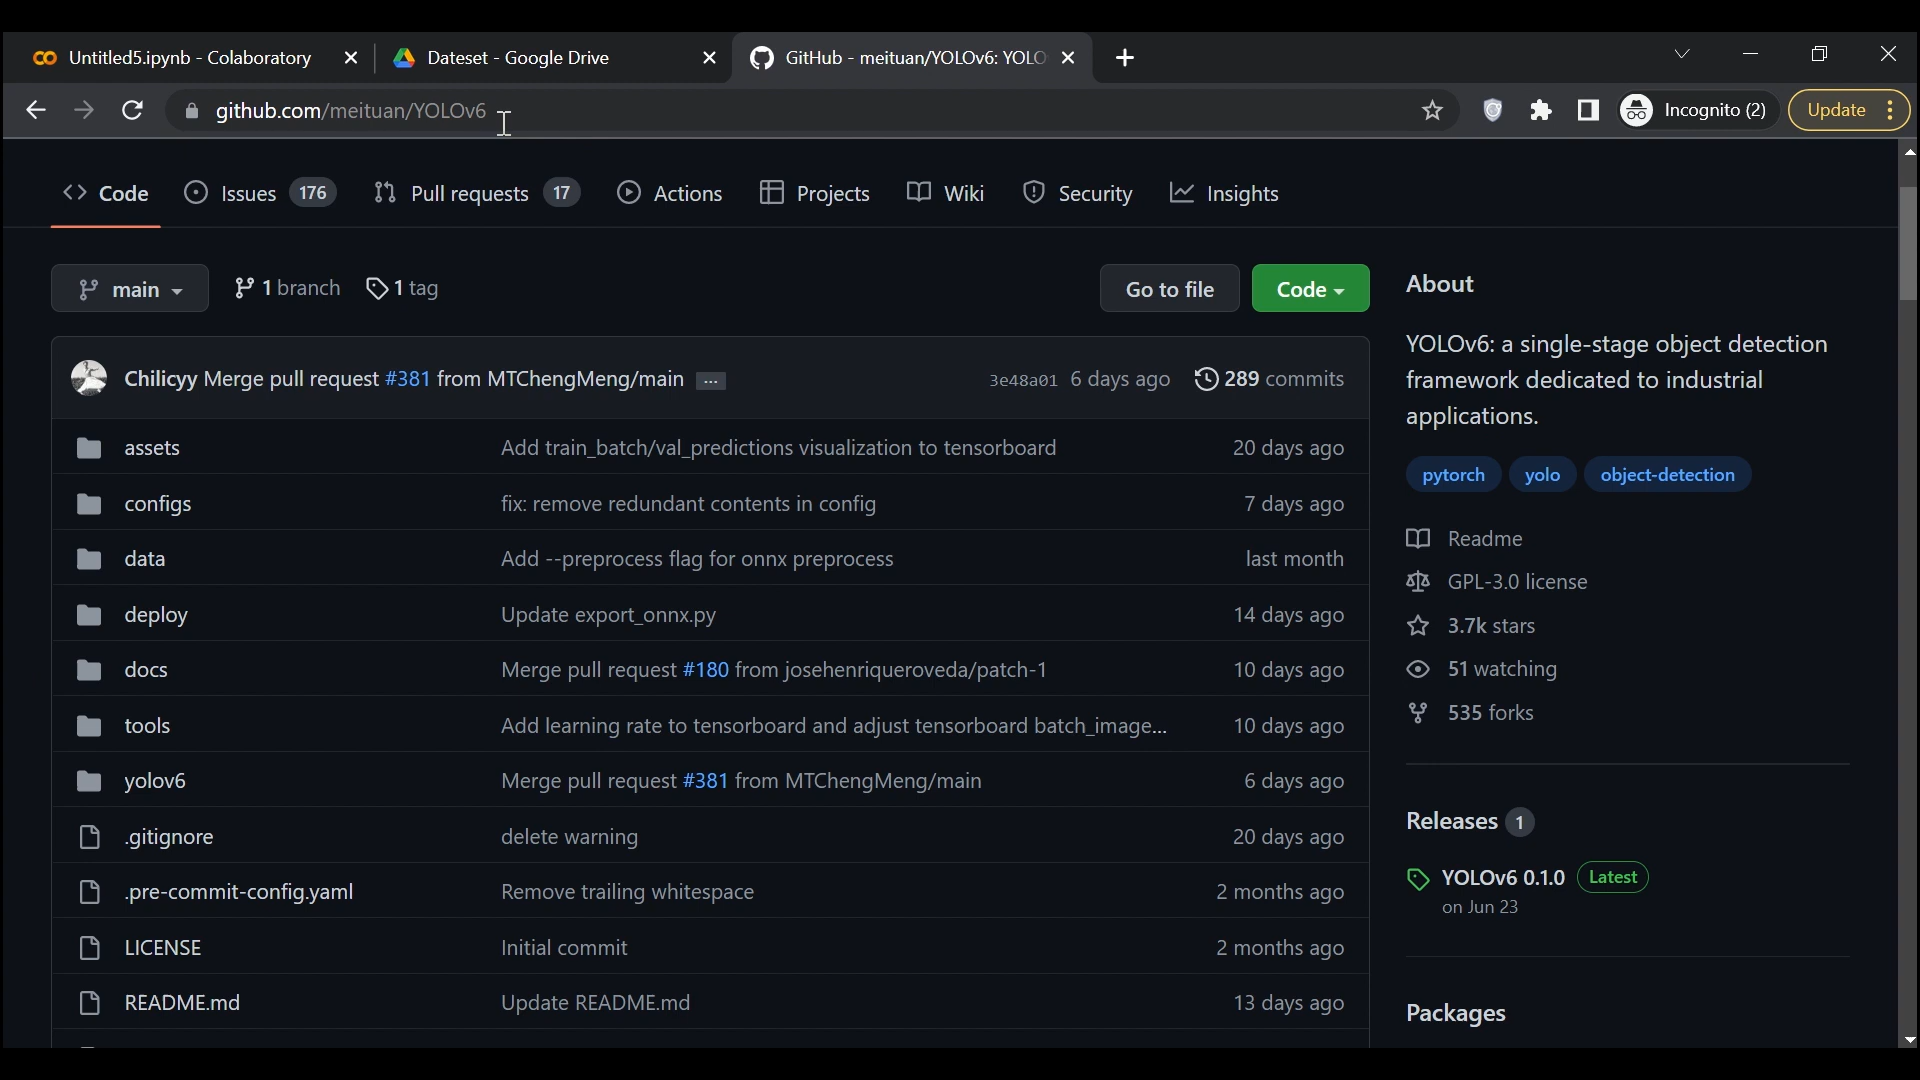 Untitled5.ipynb - Colaboratory
Dateset - Google Drive
GitHub - meituan/YOLOv6: YOLO
github.com/meituan/YOLOv6
Incognito (2)
Update
Code
Issues 176
Pull requests 17
Actions
Projects
Wiki
Security
Insights
main
1 branch
1 tag
Go to file
Code
Chilicyy Merge pull request #381 from MTChengMeng/main ...
3e48a01 6 days ago
289 commits
assets Add train_batch/val_predictions visualization to tensorboard 20 days ago
configs fix: remove redundant contents in config 7 days ago
data Add --preprocess flag for onnx preprocess last month
deploy Update export_onnx.py 14 days ago
docs Merge pull request #180 from josehenriqueroveda/patch-1 10 days ago
tools Add learning rate to tensorboard and adjust tensorboard batch_image... 10 days ago
yolov6 Merge pull request #381 from MTChengMeng/main 6 days ago
.gitignore delete warning 20 days ago
.pre-commit-config.yaml Remove trailing whitespace 2 months ago
LICENSE Initial commit 2 months ago
README.md Update README.md 13 days ago
About
YOLOv6: a single-stage object detection
framework dedicated to industrial
applications.
pytorch yolo object-detection
Readme
GPL-3.0 license
3.7k stars
51 watching
535 forks
Releases 1
YOLOv6 0.1.0 Latest
on Jun 23
Packages